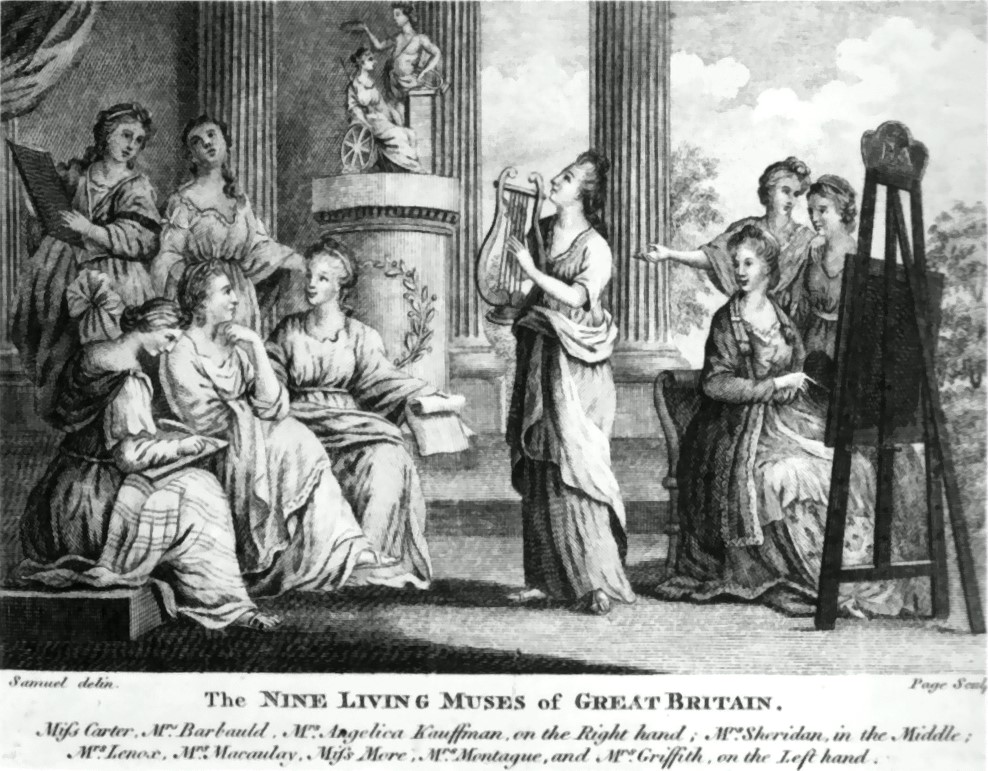 Samuel delin.
Page Sculp
The NINE LIVING MUSES of GREAT BRITAIN.
Miſs Carter, Mrs. Barbauld, Mrs. Angelica Kauffman, on the Right hand; Mrs. Sheridan, in the Middle;
Mrs. Lenox, Mrs. Macaulay, Miſs More, Mrs. Montague, and Mrs. Griffith, on the Left hand.